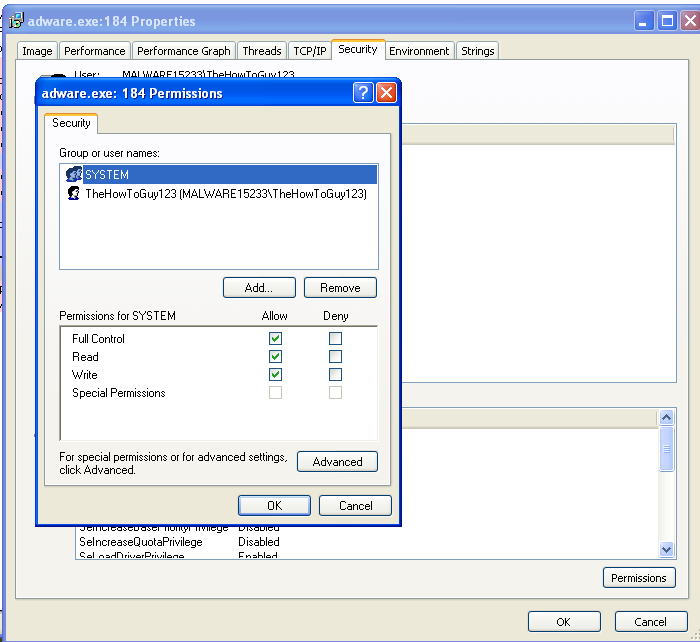 adware.exe:184 Properties
Image Performance Performance Graph Threads TCP/IP Security Environment Strings
User: MALWARE15233\TheHowToGuy123
adware.exe: 184 Permissions
Security
Group or user names:
SYSTEM
TheHowToGuy123 (MALWARE15233\TheHowToGuy123)
Add... Remove
Permissions for SYSTEM Allow Deny
Full Control
Read
Write
Special Permissions
For special permissions or for advanced settings,
click Advanced.
Advanced
OK Cancel
SeIncreaseBasePriorityPrivilege Disabled
SeIncreaseQuotaPrivilege Disabled
SeLoadDriverPrivilege Enabled
Permissions
OK Cancel